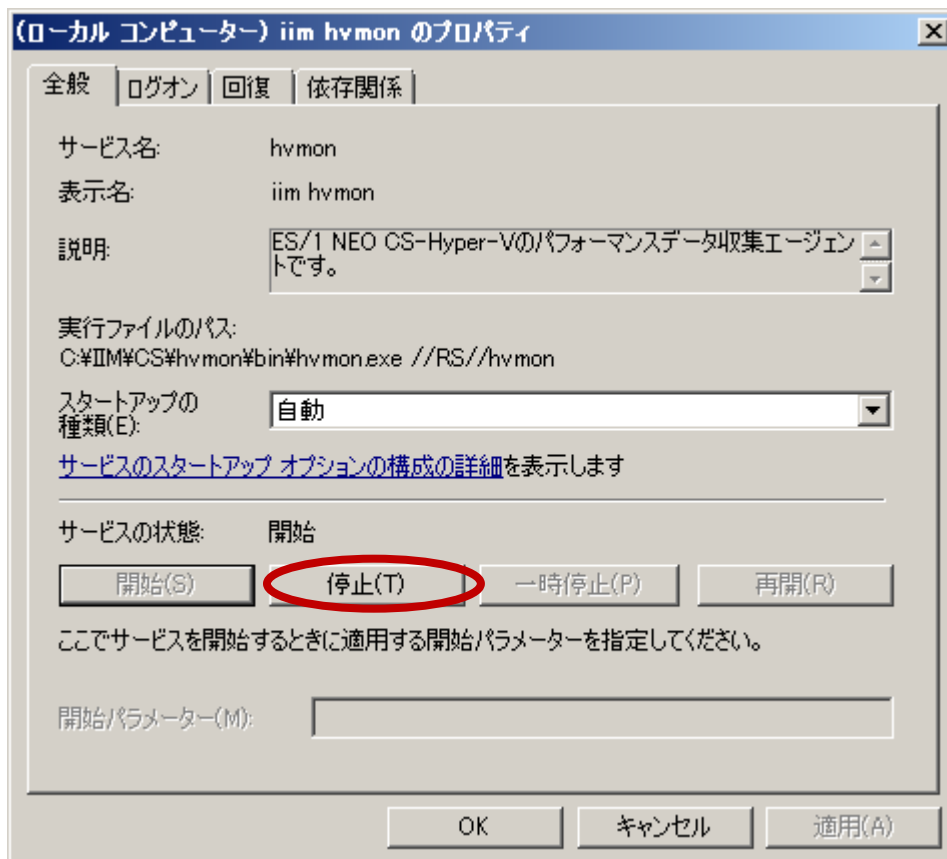 (ローカル コンピューター) iim hvmon のプロパティ
全般 ログオン 回復 依存関係
サービス名: hvmon
表示名: iim hvmon
説明: ES/1 NEO CS-Hyper-Vのパフォーマンスデータ収集エージェン
トです。
実行ファイルのパス:
C:¥IIM¥CS¥hvmon¥bin¥hvmon.exe //RS//hvmon
スタートアップの
種類(E): 自動
サービスのスタートアップ オプションの構成の詳細を表示します
サービスの状態: 開始
開始(S) 停止(T) 一時停止(P) 再開(R)
ここでサービスを開始するときに適用する開始パラメーターを指定してください。
開始パラメーター(M):
OK キャンセル 適用(A)